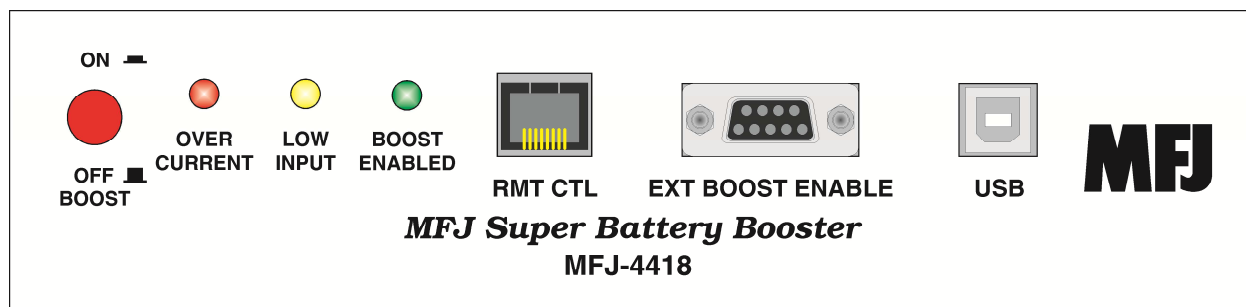 ON
OFF
BOOST
OVER
CURRENT
LOW
INPUT
BOOST
ENABLED
RMT CTL
EXT BOOST ENABLE
USB
MFJ
MFJ Super Battery Booster
MFJ-4418